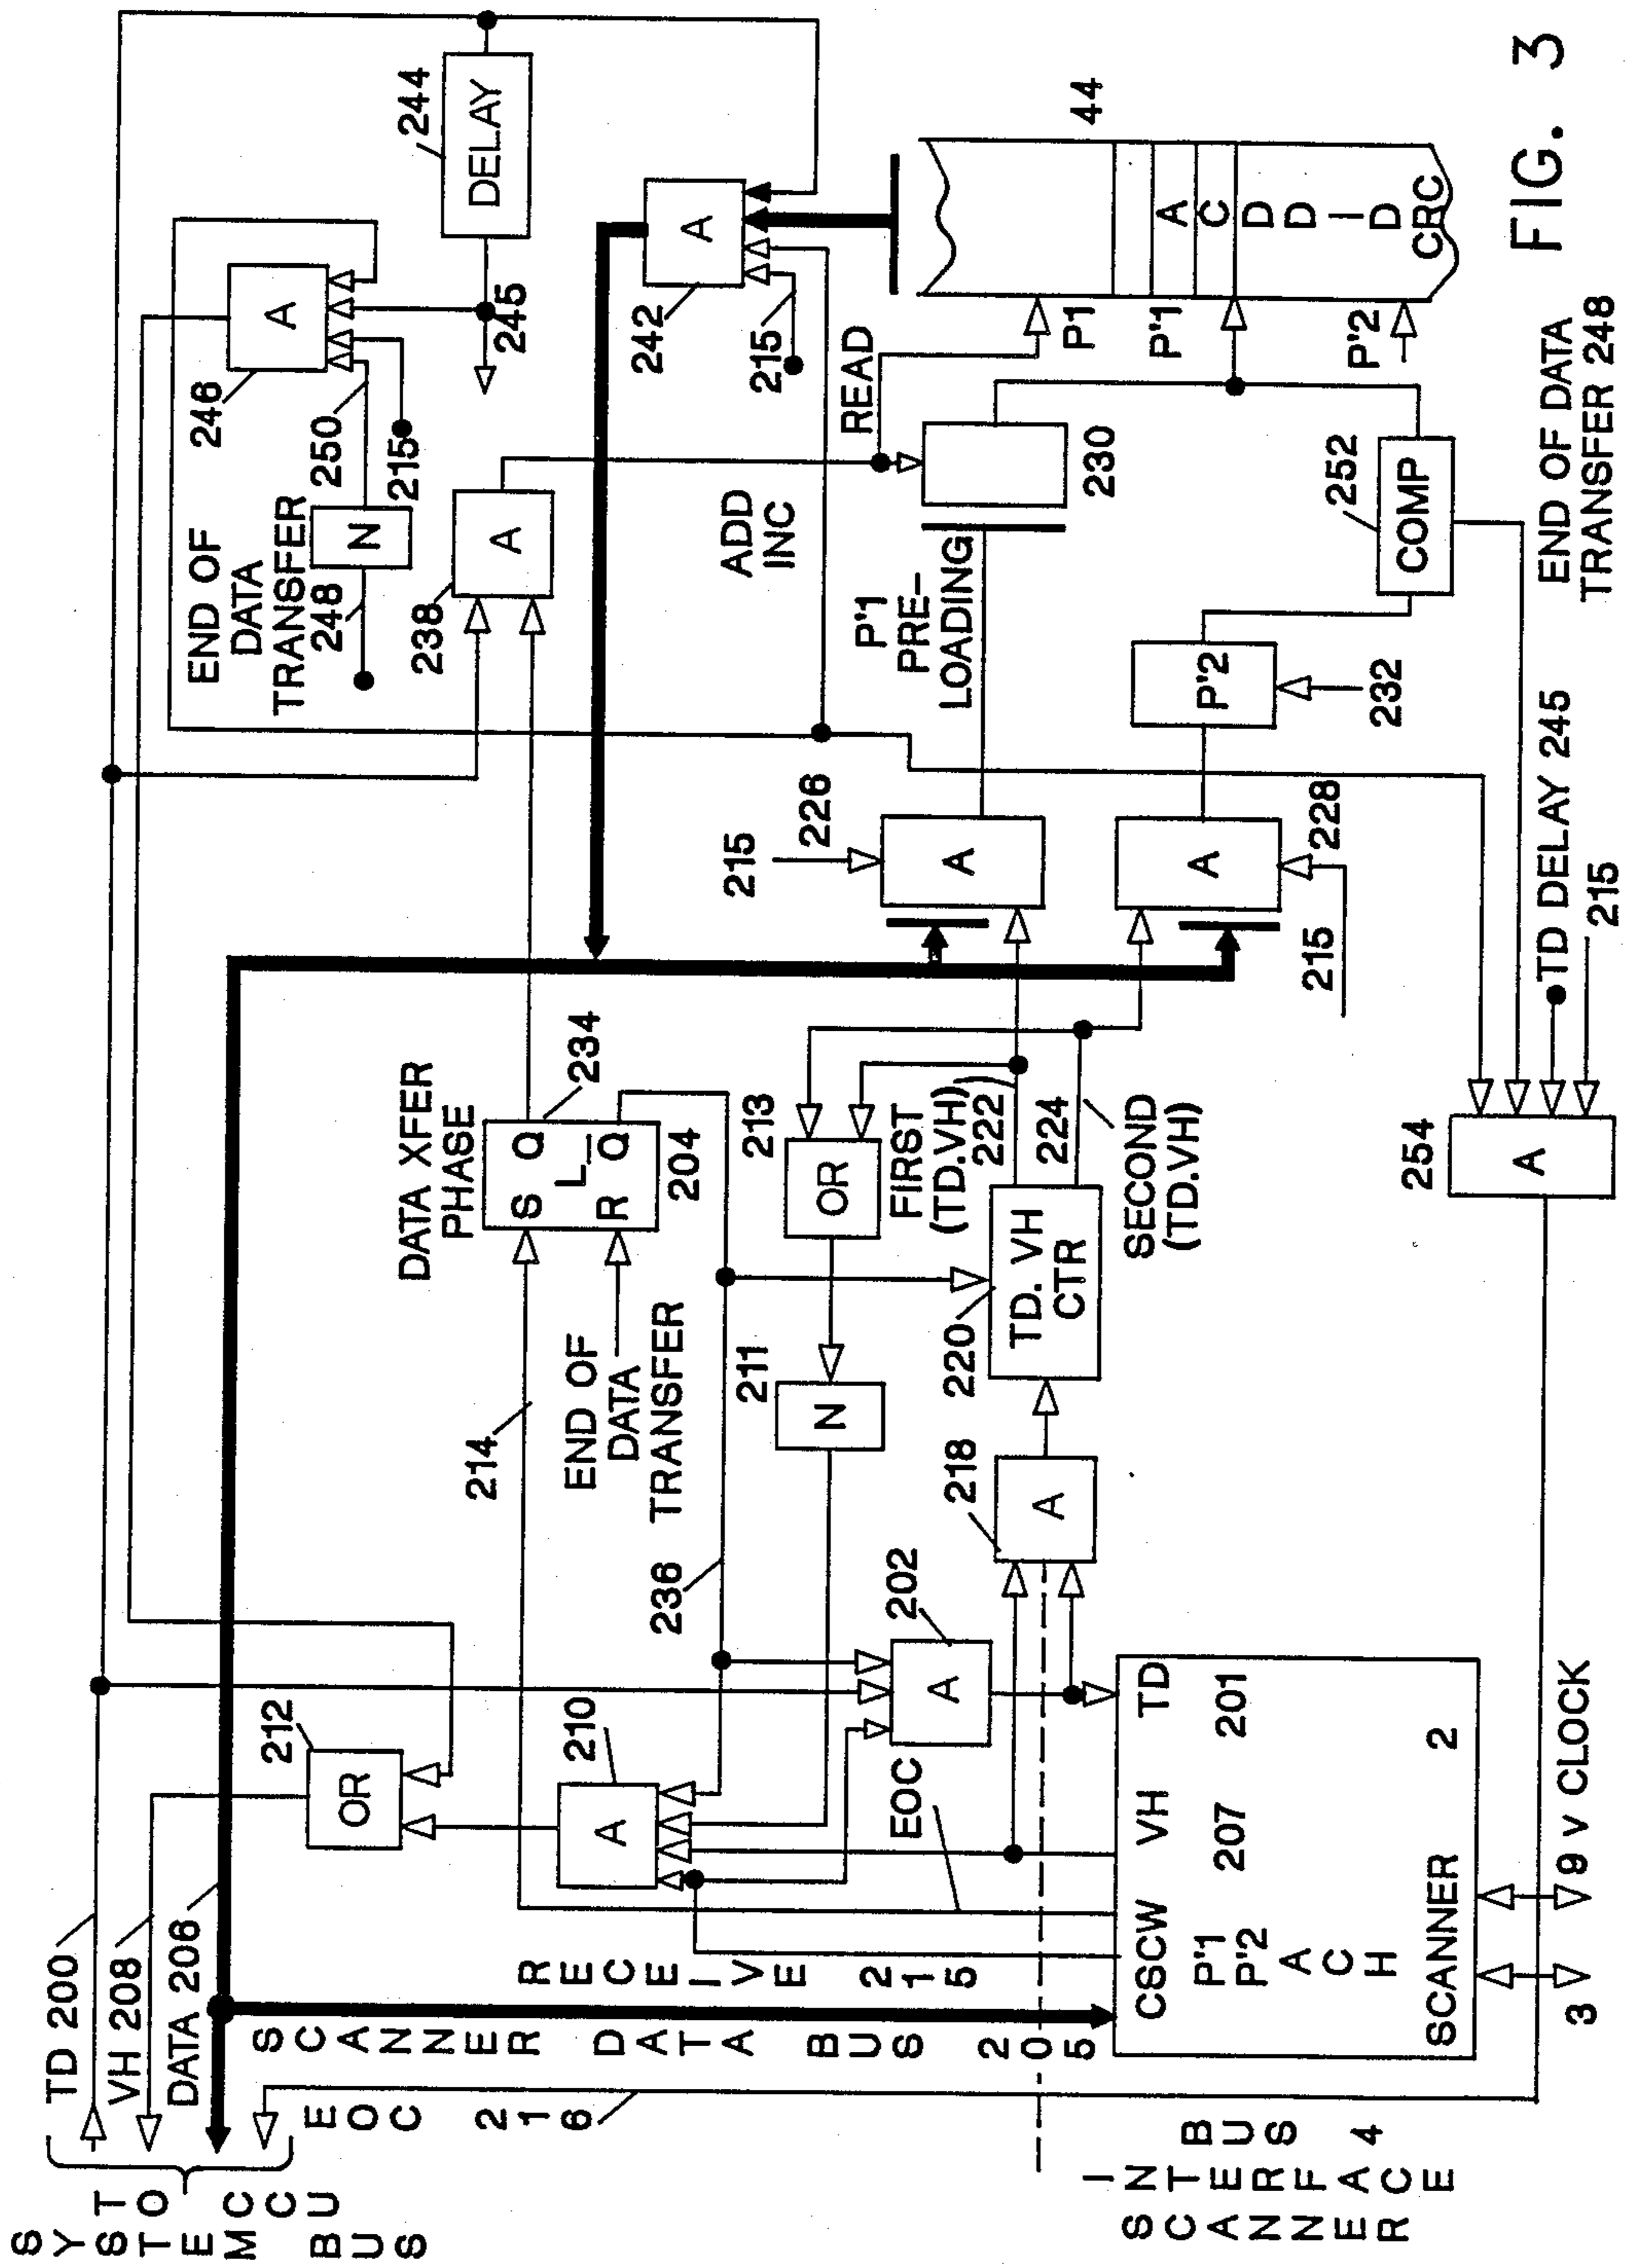 SYSTEM BUS
TO CCU
TD 200
VH 208
DATA 206
EOC 216
SCANNER DATA BUS 205
RECEIVE 215
BUS
INTERFACE 4
SCANNER
212
OR
210
A
EOC
202
A
236
214
218
A
CSCW
VH
TD
P'1
P'2
A
C
H
207
201
SCANNER
2
3
9 v CLOCK
DATA XFER
PHASE
S Q
L
R Q
234
204
END OF
DATA
TRANSFER
211
N
213
OR
FIRST
(TD.VH)
222
224
SECOND
(TD.VH)
220
TD. VH
CTR
254
A
215
226
A
228
A
215
TD DELAY 245
215
END OF DATA
TRANSFER 248
END OF
DATA
TRANSFER
248
N
250
215
246
A
244
DELAY
245
238
A
242
A
215
READ
ADD
INC
P'1
PRE-
LOADING
230
P'2
232
252
COMP
P1
P'1
P'2
44
A
C
D
D
I
D
CRC
FIG. 3